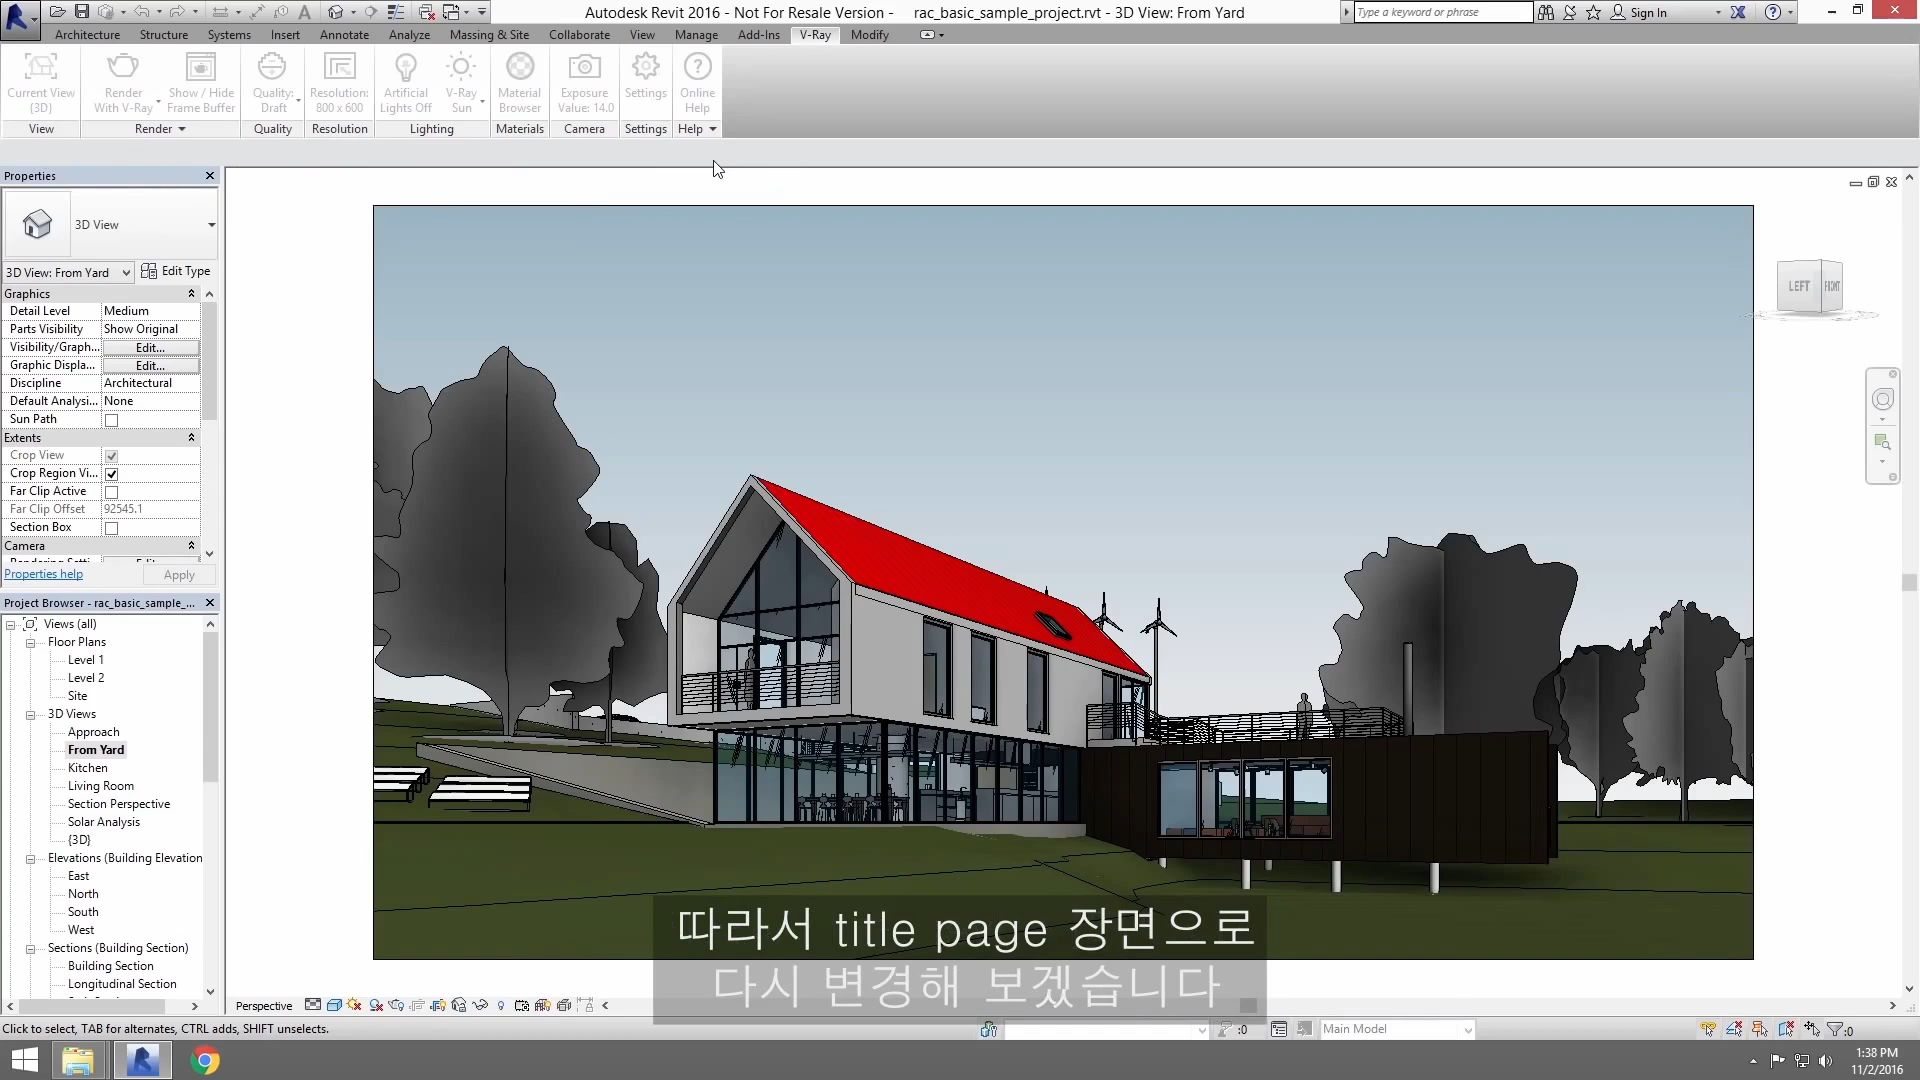 Autodesk Revit 2016 - Not For Resale Version - rac_basic_sample_project.rvt - 3D View: From Yard
Type a keyword or phrase
Sign In
Architecture Structure Systems Insert Annotate Analyze Massing & Site Collaborate View Manage Add-Ins V-Ray Modify
Current View (3D)
Render With V-Ray
Show / Hide Frame Buffer
Quality: Draft
Resolution: 800 x 600
Artificial Lights Off
V-Ray Sun
Material Browser
Exposure Value: 14.0
Settings
Online Help
View Render Quality Resolution Lighting Materials Camera Settings Help
Properties
3D View
3D View: From Yard Edit Type
Graphics
Detail Level Medium
Parts Visibility Show Original
Visibility/Graph... Edit...
Graphic Displa... Edit...
Discipline Architectural
Default Analysi... None
Sun Path
Extents
Crop View
Crop Region Vi...
Far Clip Active
Far Clip Offset 92545.1
Section Box
Camera
Properties help Apply
Project Browser - rac_basic_sample_...
Views (all)
Floor Plans
Level 1
Level 2
Site
3D Views
Approach
From Yard
Kitchen
Living Room
Section Perspective
Solar Analysis
{3D}
Elevations (Building Elevation
East
North
South
West
Sections (Building Section)
Building Section
Longitudinal Section
LEFT FRONT
따라서 title page 장면으로
다시 변경해 보겠습니다
Perspective
Click to select, TAB for alternates, CTRL adds, SHIFT unselects.
:0
Main Model
:0
1:38 PM
11/2/2016